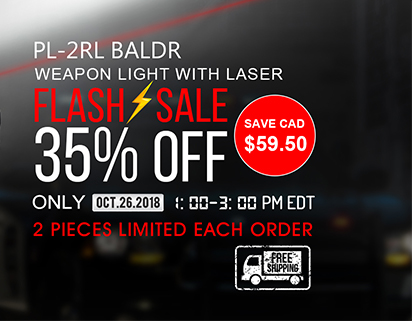 PL-2RL BALDR
WEAPON LIGHT WITH LASER
FLASH⚡SALE
35% OFF
SAVE CAD
$59.50
ONLY OCT.26.2018 1:00-3:00 PM EDT
2 PIECES LIMITED EACH ORDER
FREE
SHIPPING